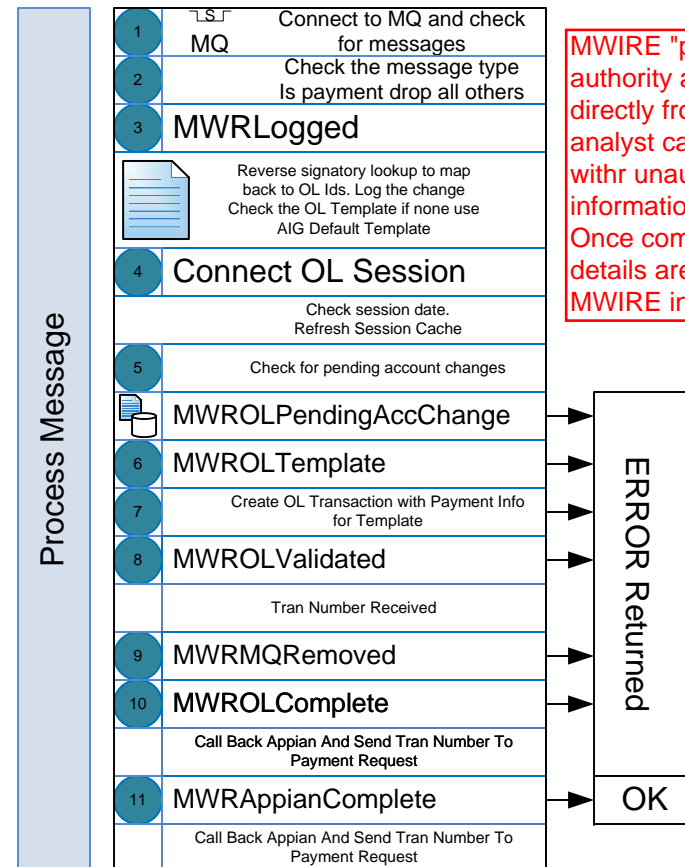 Process Message
1
S
MQ
Connect to MQ and check
for messages
2
Check the message type
Is payment drop all others
3
MWRLogged
Reverse signatory lookup to map
back to OL Ids. Log the change
Check the OL Template if none use
AIG Default Template
4
Connect OL Session
Check session date.
Refresh Session Cache
5
Check for pending account changes
MWROLPendingAccChange
6
MWROLTemplate
7
Create OL Transaction with Payment Info
for Template
8
MWROLValidated
Tran Number Received
9
MWRMQRemoved
10
MWROLComplete
Call Back Appian And Send Tran Number To
Payment Request
11
MWRAppianComplete
Call Back Appian And Send Tran Number To
Payment Request
MWIRE "p
authority a
directly fro
analyst ca
withr unau
informatio
Once com
details are
MWIRE in
ERROR Returned
OK